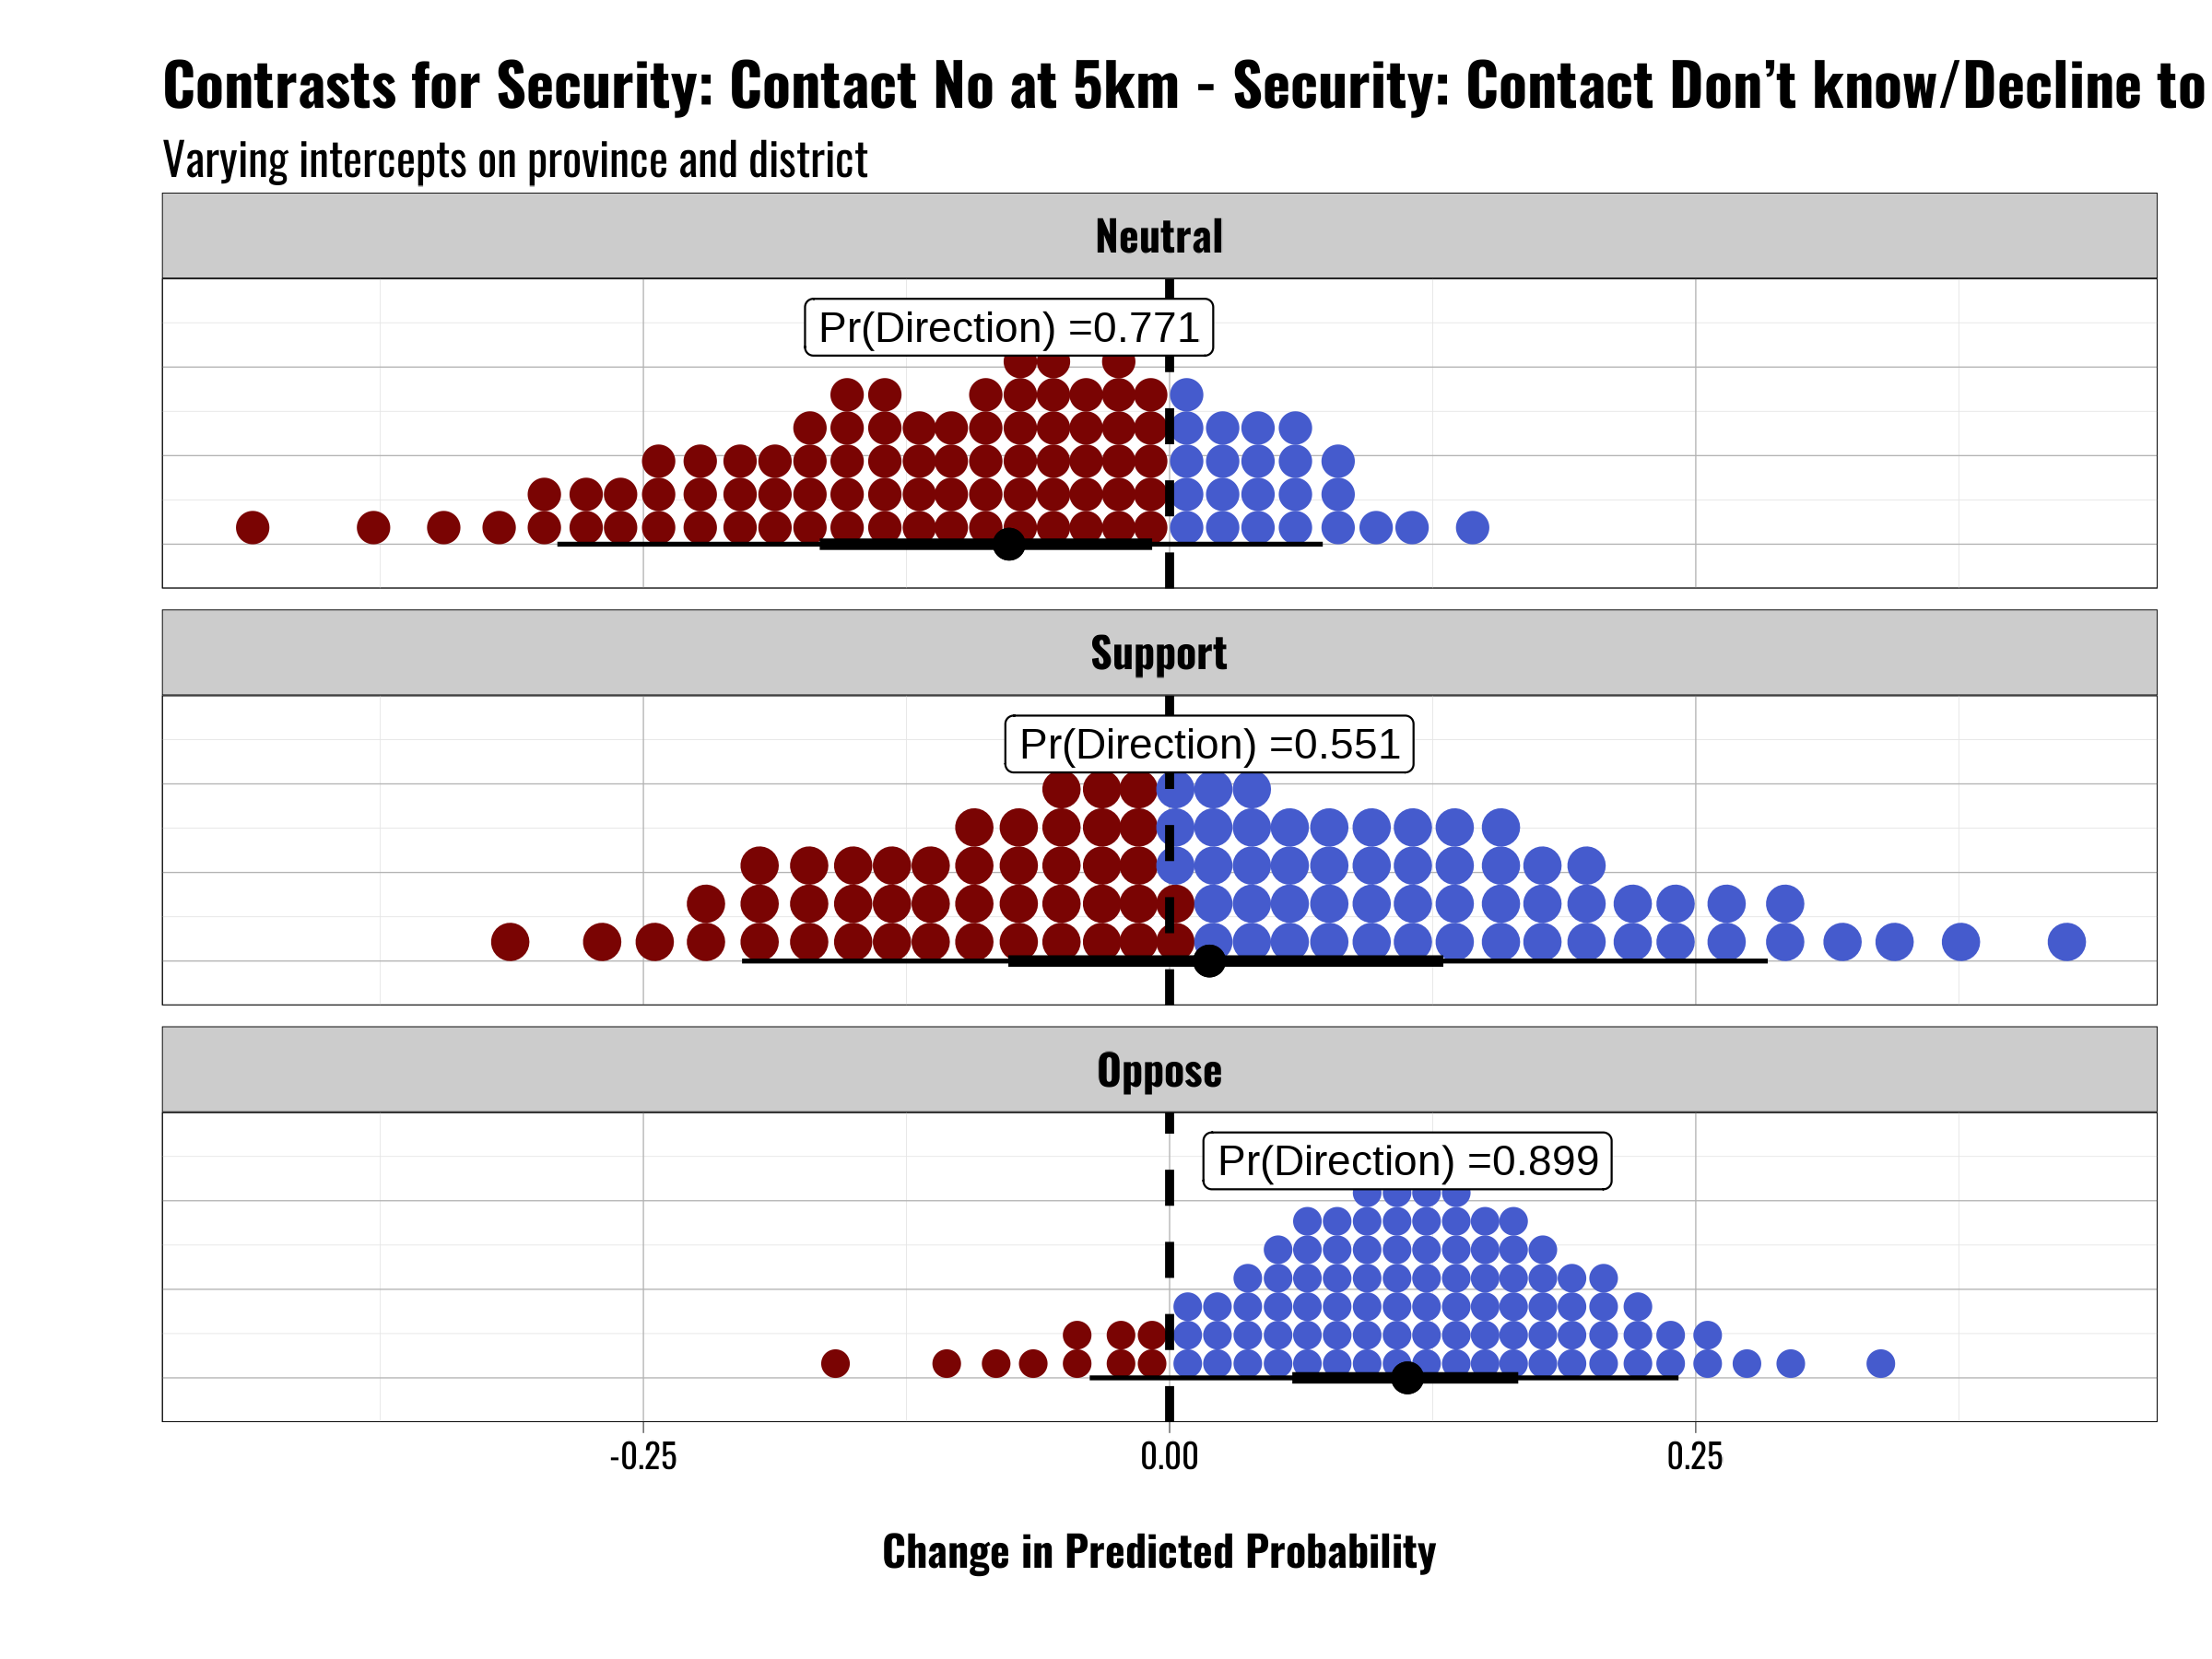 Contrasts for Security: Contact No at 5km - Security: Contact Don’t know/Decline to
Varying intercepts on province and district
Neutral
Pr(Direction) =0.771
Support
Pr(Direction) =0.551
Oppose
Pr(Direction) =0.899
-0.25 0.00 0.25
Change in Predicted Probability